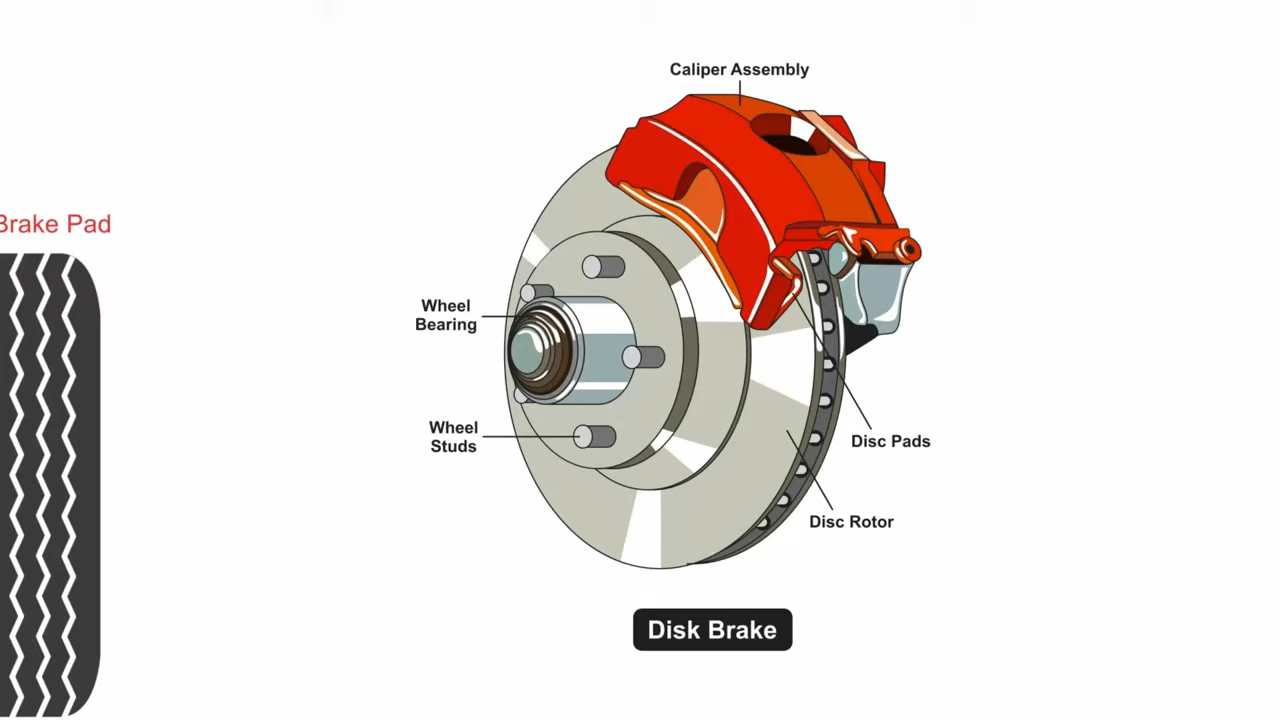 Caliper Assembly
Brake Pad
Wheel
Bearing
Wheel
Studs
Disc Pads
Disc Rotor
Disk Brake